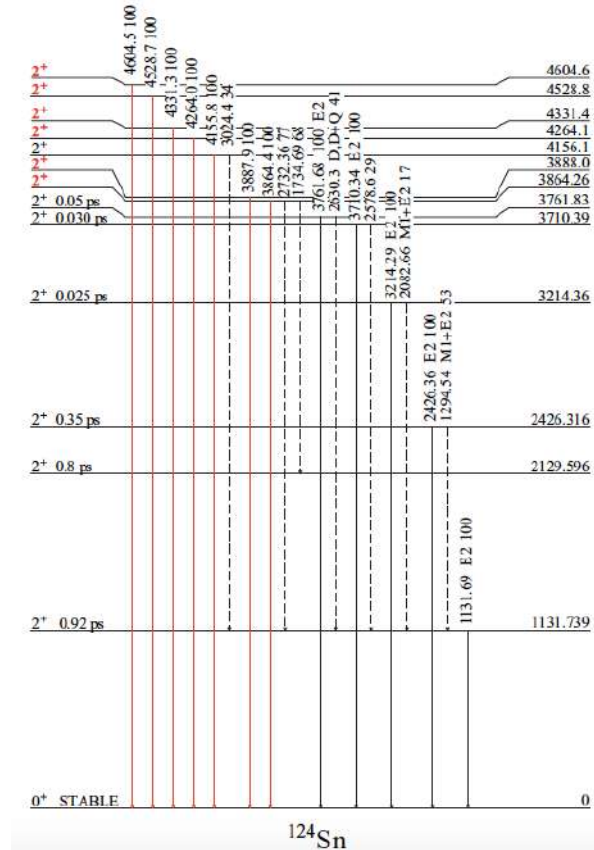 4604.5 100
4528.7 100
4331.3 100
4264.0 100
4155.8 100
3024.4 34
3887.9 100
3864.4 100
2732.36 77
1734.69 68
3761.68 100 E2
2630.3 D,D+Q 41
3710.34 E2 100
2578.6 29
3214.29 E2 100
2082.66 M1+E2 17
2426.36 E2 100
1294.54 M1+E2 53
1131.69 E2 100
2⁺ 4604.6
2⁺ 4528.8
2⁺ 4331.4
2⁺ 4264.1
2⁺ 4156.1
2⁺ 3888.0
2⁺ 3864.26
2⁺ 0.05 ps 3761.83
2⁺ 0.030 ps 3710.39
2⁺ 0.025 ps 3214.36
2⁺ 0.35 ps 2426.316
2⁺ 0.8 ps 2129.596
2⁺ 0.92 ps 1131.739
0⁺ STABLE 0
¹²⁴Sn